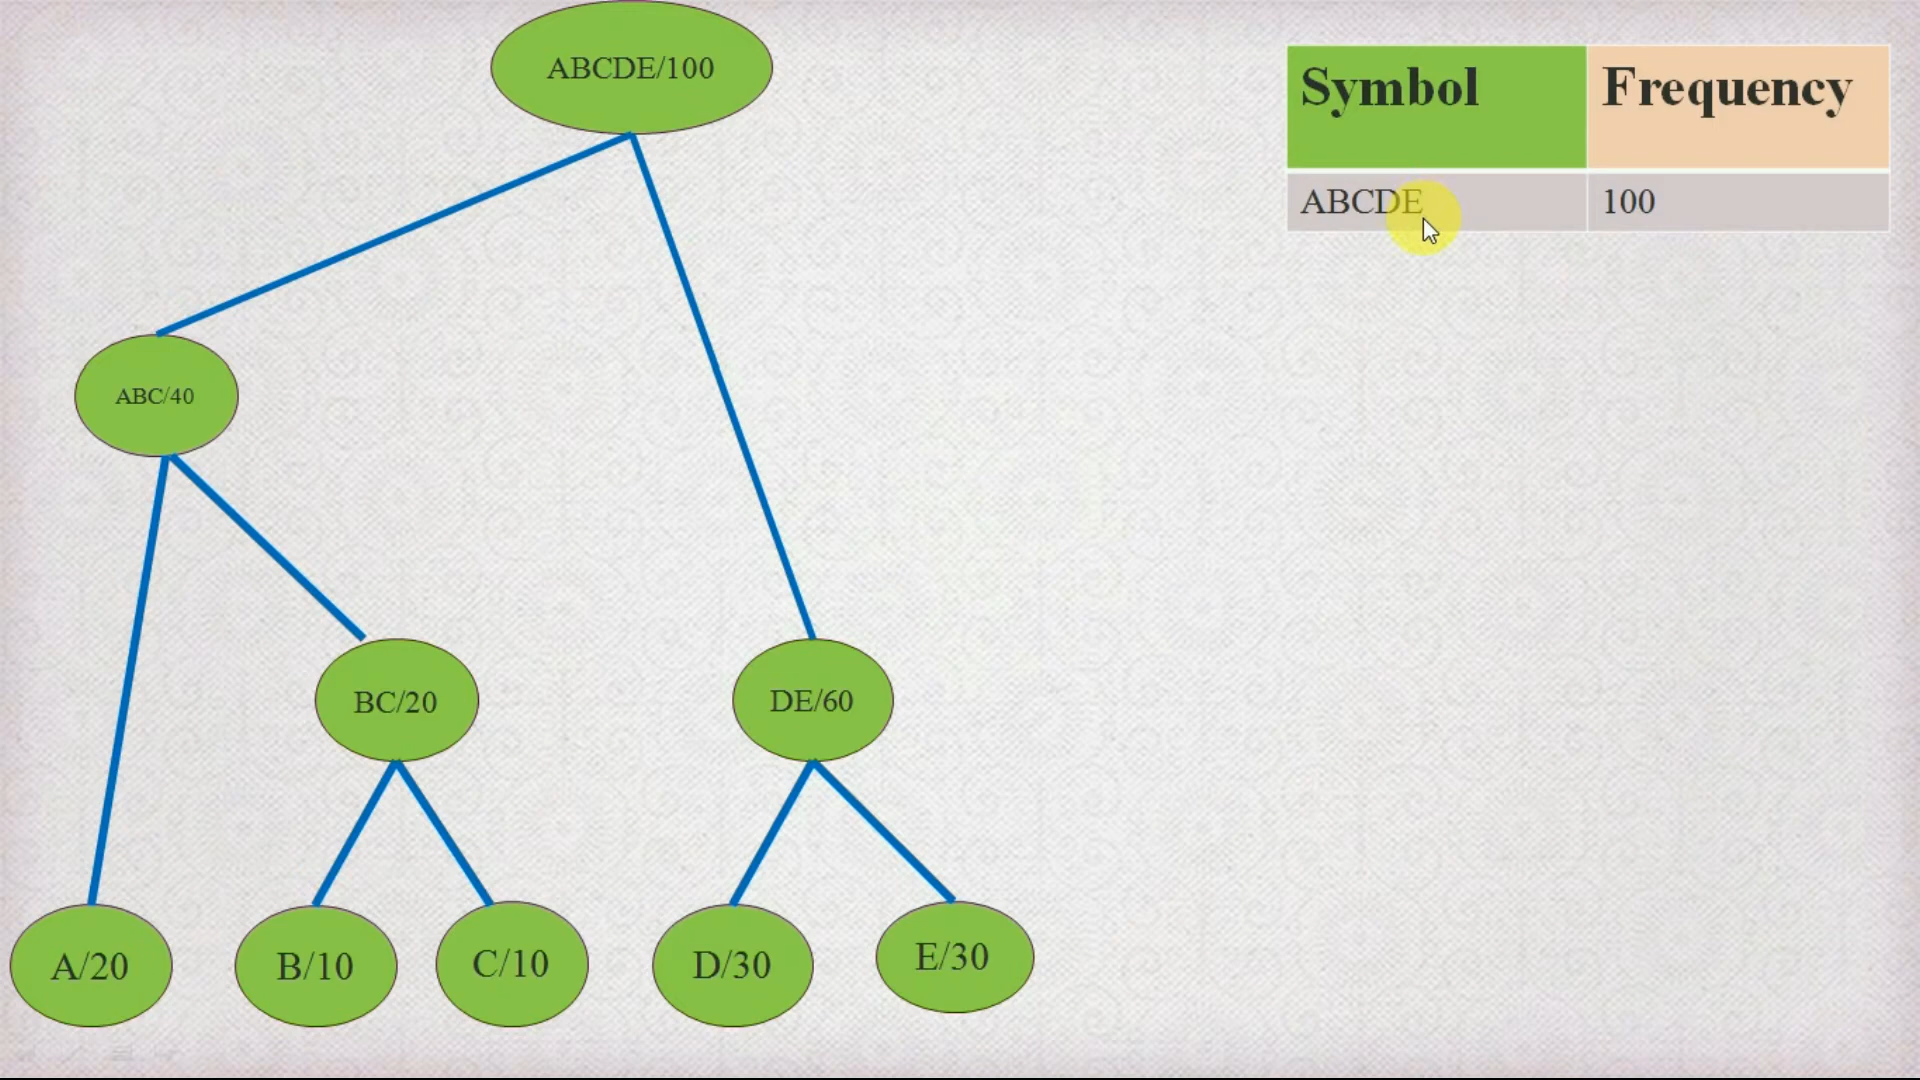 ABCDE/100
Symbol Frequency
ABCDE 100
ABC/40
BC/20
DE/60
A/20
B/10
C/10
D/30
E/30